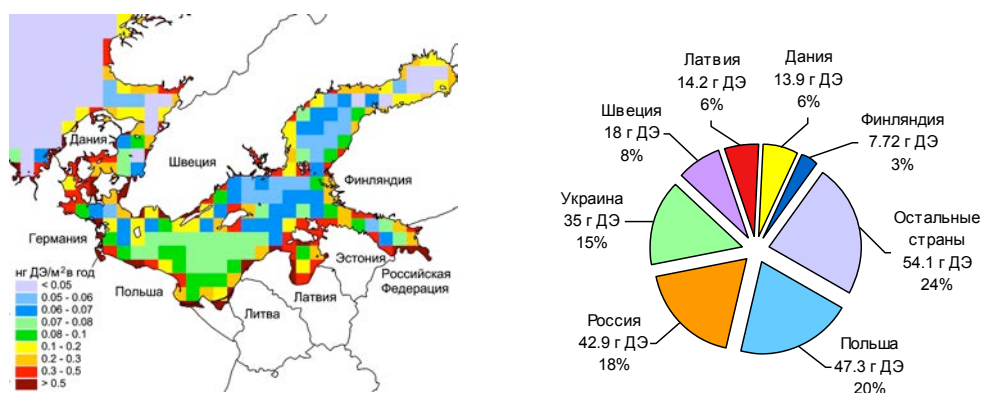 Дания
Швеция
Финляндия
Германия
Эстония
Российская
Федерация
Польша
Латвия
Литва
нг ДЭ/м²в год
< 0.05
0.05 - 0.06
0.06 - 0.07
0.07 - 0.08
0.08 - 0.1
0.1 - 0.2
0.2 - 0.3
0.3 - 0.5
> 0.5
Латвия
14.2 г ДЭ
6%
Дания
13.9 г ДЭ
6%
Финляндия
7.72 г ДЭ
3%
Остальные
страны
54.1 г ДЭ
24%
Польша
47.3 г ДЭ
20%
Россия
42.9 г ДЭ
18%
Украина
35 г ДЭ
15%
Швеция
18 г ДЭ
8%